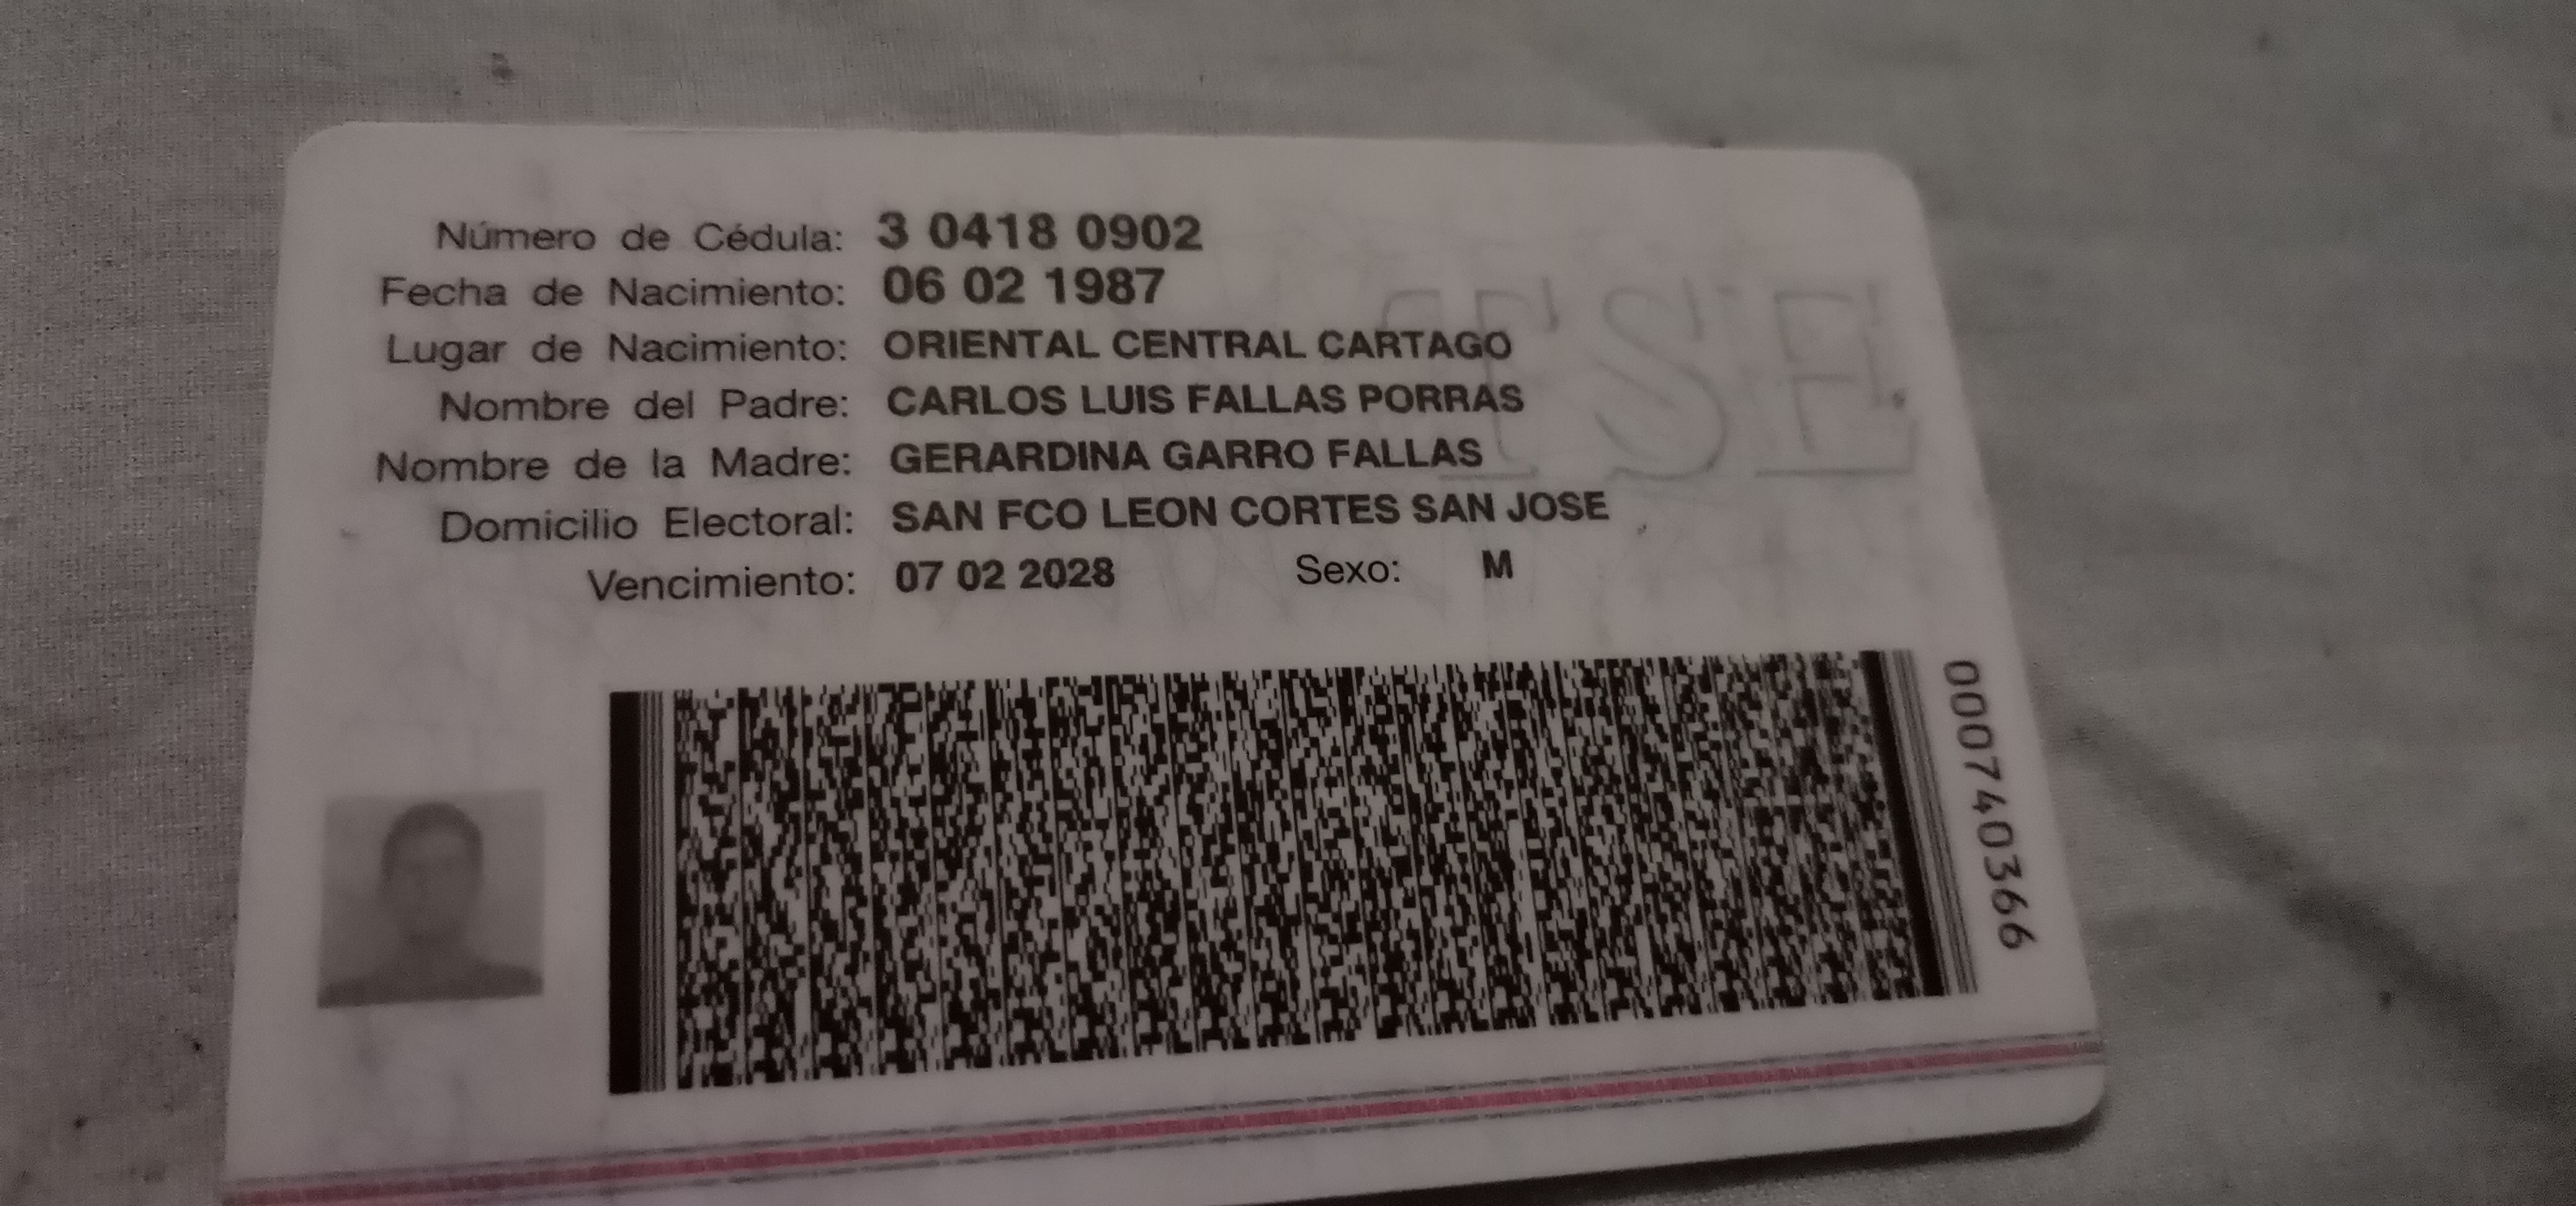 Número de Cédula: 3 0418 0902
Fecha de Nacimiento: 06 02 1987
Lugar de Nacimiento: ORIENTAL CENTRAL CARTAGO
Nombre del Padre: CARLOS LUIS FALLAS PORRAS
Nombre de la Madre: GERARDINA GARRO FALLAS
Domicilio Electoral: SAN FCO LEON CORTES SAN JOSE
Vencimiento: 07 02 2028 Sexo: M
TSE
000740366